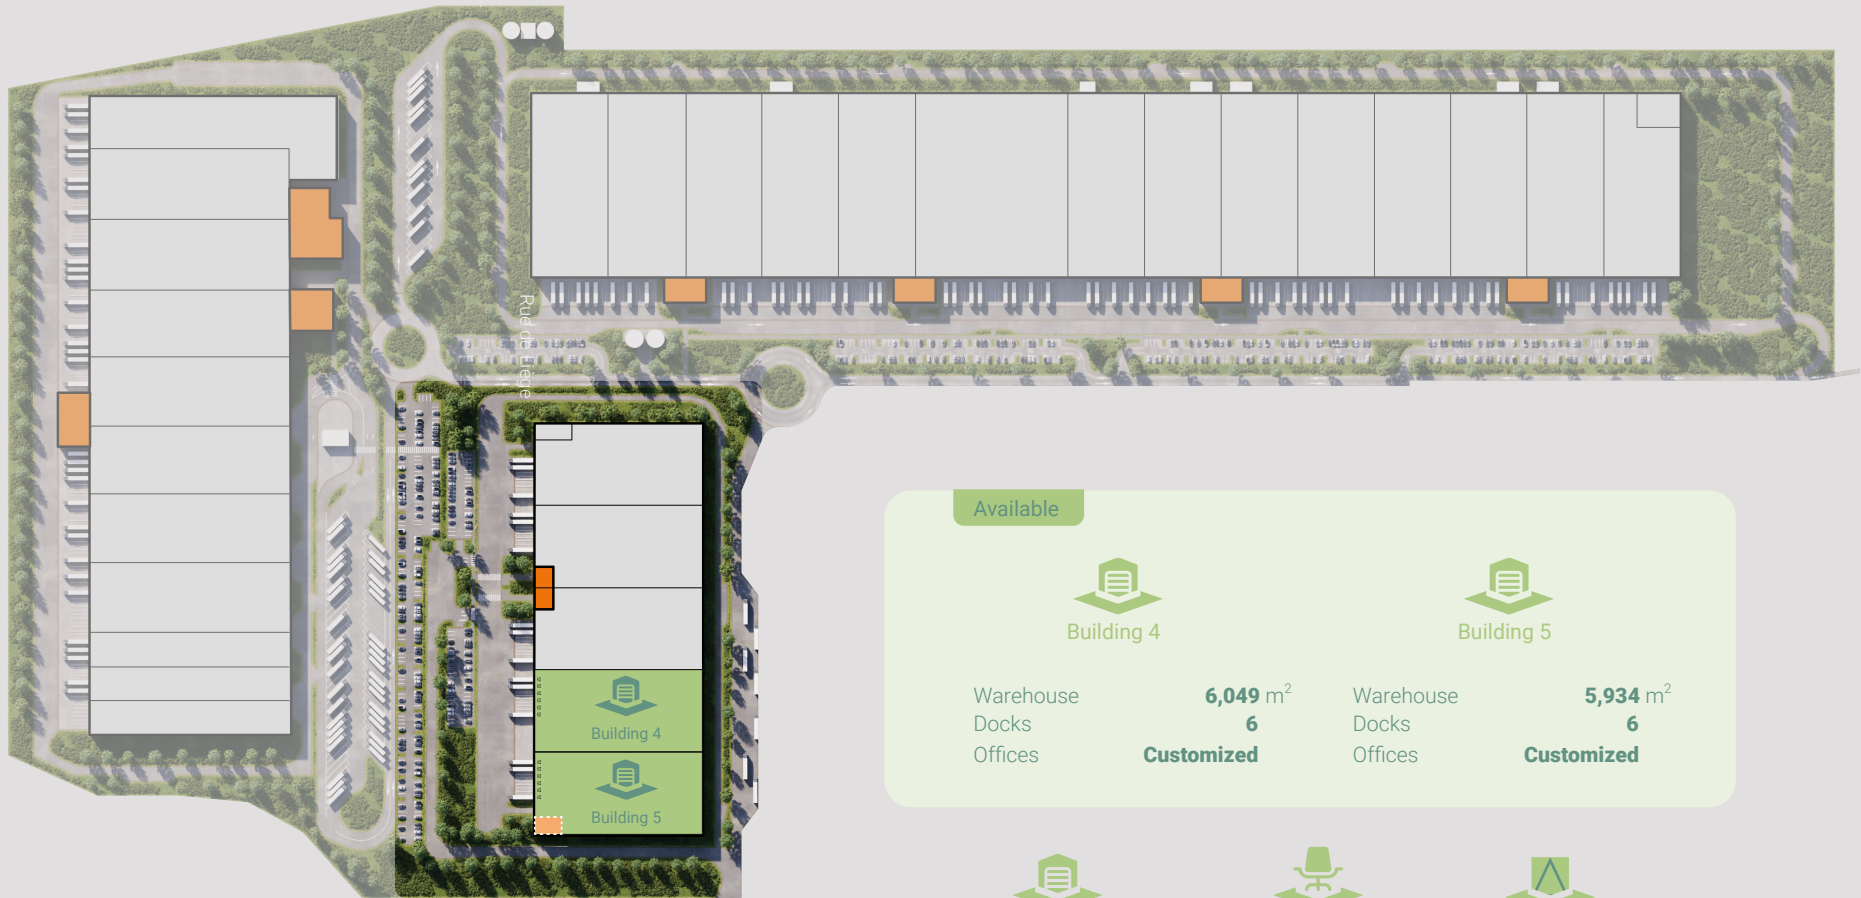 Rue de Liège
Building 4
Building 5
Available
Building 4
Building 5
Warehouse 6,049 m²
Docks 6
Offices Customized
Warehouse 5,934 m²
Docks 6
Offices Customized